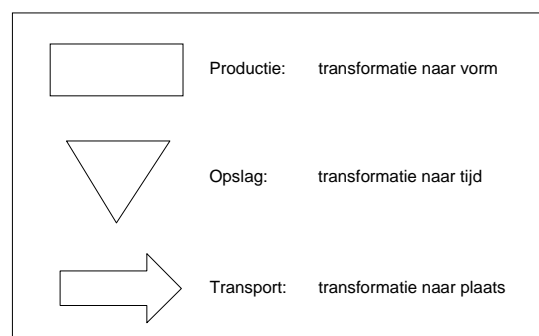 Productie: transformatie naar vorm
Opslag: transformatie naar tijd
Transport: transformatie naar plaats